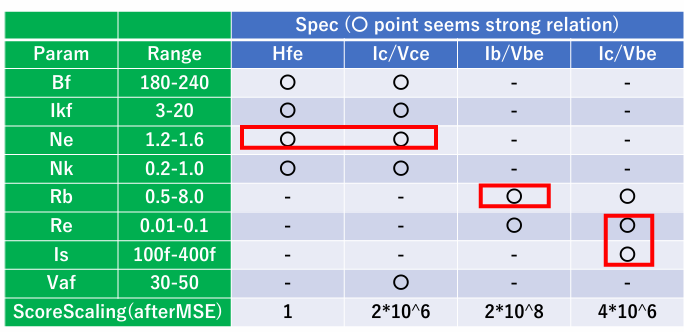 Spec (○ point seems strong relation)
Param Range Hfe Ic/Vce Ib/Vbe Ic/Vbe
Bf 180-240 ○ ○ - -
Ikf 3-20 ○ ○ - -
Ne 1.2-1.6 ○ ○ - -
Nk 0.2-1.0 ○ ○ - -
Rb 0.5-8.0 - - ○ ○
Re 0.01-0.1 - - ○ ○
Is 100f-400f - - - ○
Vaf 30-50 - ○ - -
ScoreScaling(afterMSE) 1 2*10^6 2*10^8 4*10^6